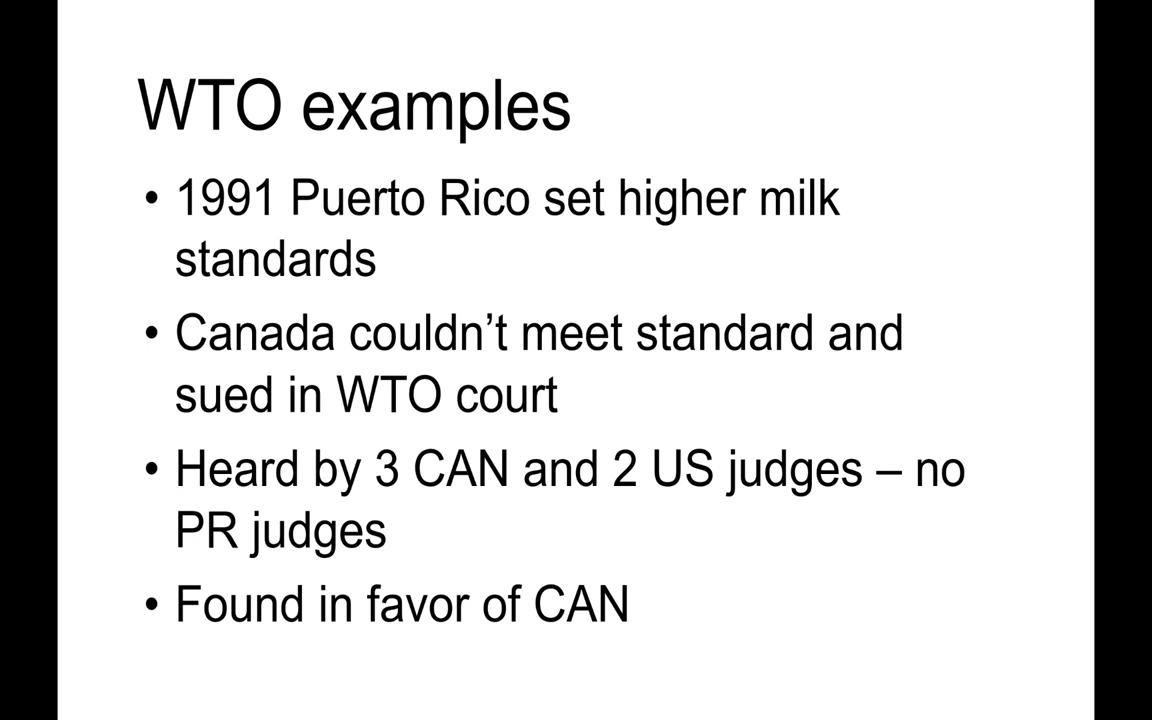 WTO examples
• 1991 Puerto Rico set higher milk
standards
• Canada couldn’t meet standard and
sued in WTO court
• Heard by 3 CAN and 2 US judges – no
PR judges
• Found in favor of CAN